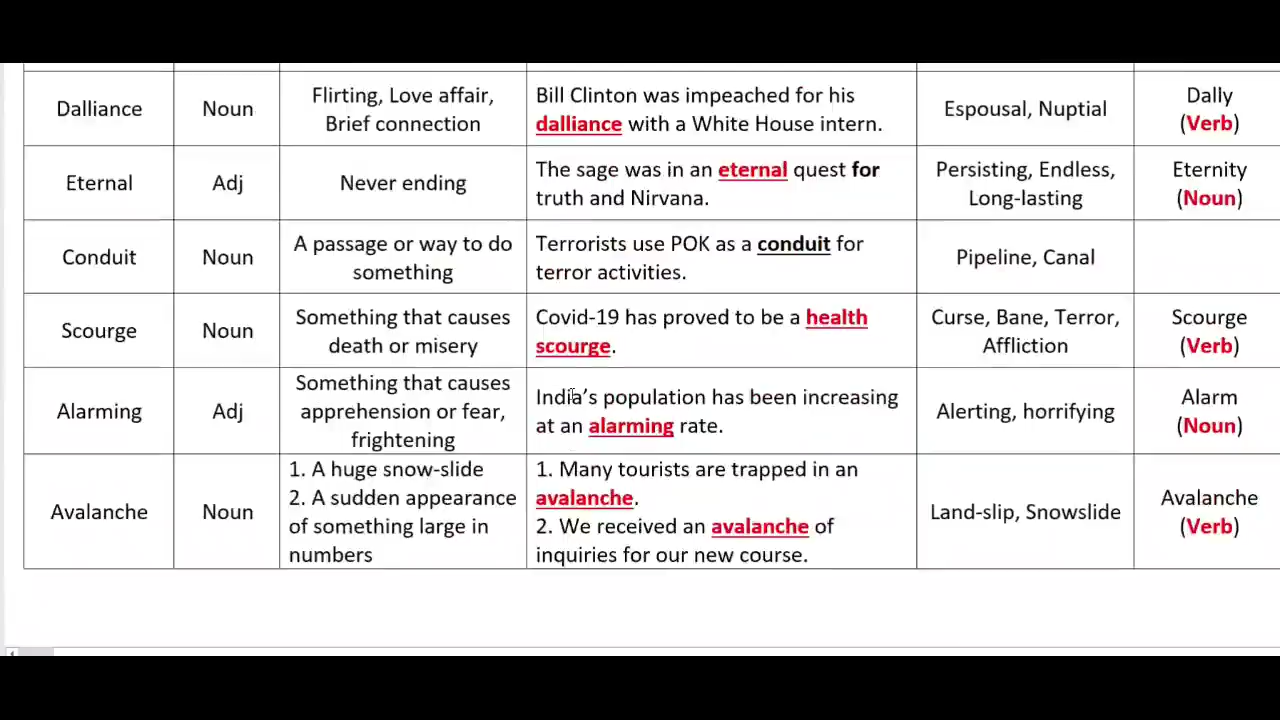 Dalliance
Noun
Flirting, Love affair,
Brief connection
Bill Clinton was impeached for his
dalliance with a White House intern.
Espousal, Nuptial
Dally
(Verb)
Eternal
Adj
Never ending
The sage was in an eternal quest for
truth and Nirvana.
Persisting, Endless,
Long-lasting
Eternity
(Noun)
Conduit
Noun
A passage or way to do
something
Terrorists use POK as a conduit for
terror activities.
Pipeline, Canal
Scourge
Noun
Something that causes
death or misery
Covid-19 has proved to be a health
scourge.
Curse, Bane, Terror,
Affliction
Scourge
(Verb)
Alarming
Adj
Something that causes
apprehension or fear,
frightening
India's population has been increasing
at an alarming rate.
Alerting, horrifying
Alarm
(Noun)
Avalanche
Noun
1. A huge snow-slide
2. A sudden appearance
of something large in
numbers
1. Many tourists are trapped in an
avalanche.
2. We received an avalanche of
inquiries for our new course.
Land-slip, Snowslide
Avalanche
(Verb)